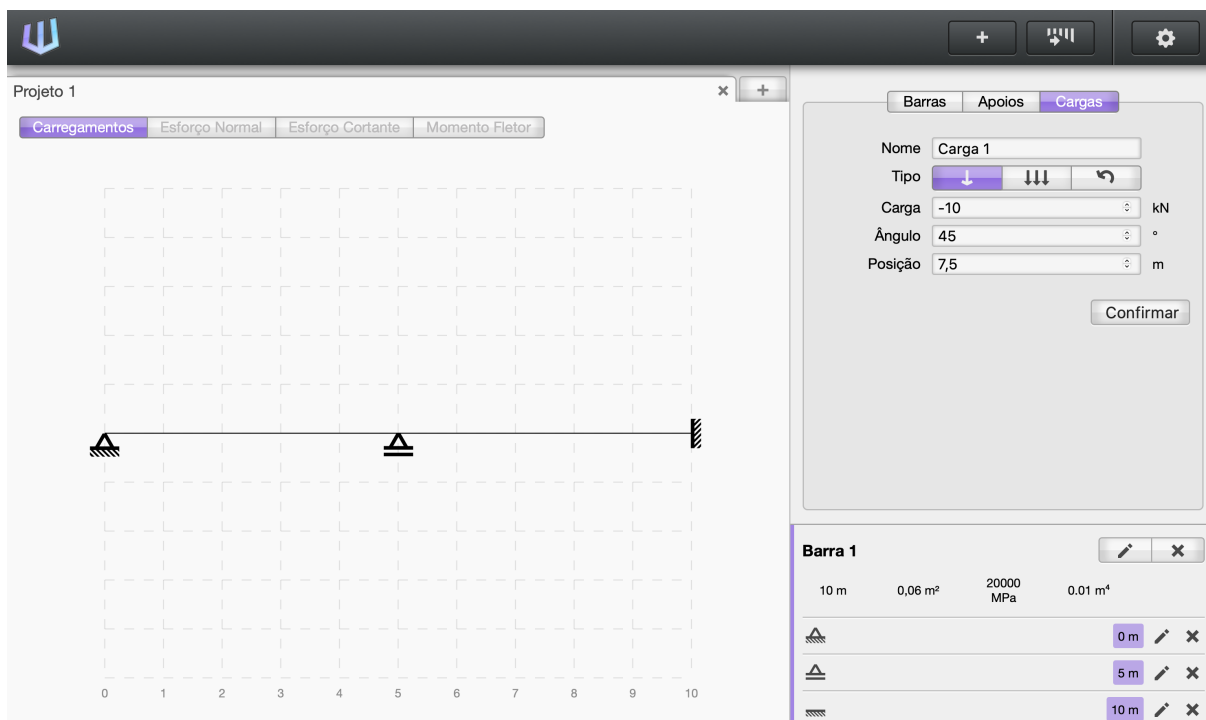 Projeto 1
Carregamentos Esforço Normal Esforço Cortante Momento Fletor
0 1 2 3 4 5 6 7 8 9 10
Barras Apoios Cargas
Nome Carga 1
Tipo
Carga -10 kN
Ângulo 45 °
Posição 7,5 m
Confirmar
Barra 1
10 m 0,06 m² 20000 MPa 0.01 m⁴
0 m
5 m
10 m